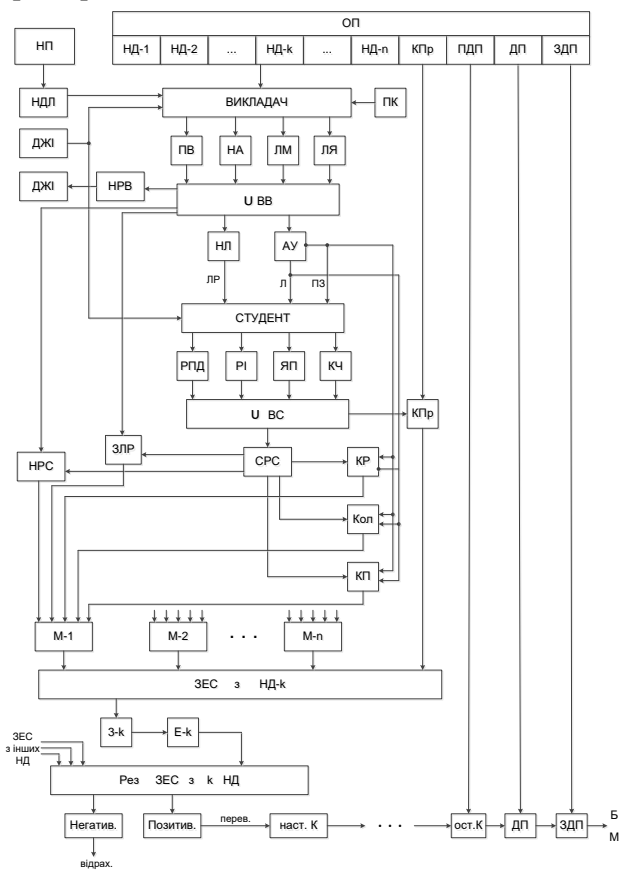 ОП
НП
НД-1 НД-2 ... НД-k ... НД-n КПр ПДП ДП ЗДП
НДЛ ВИКЛАДАЧ ПК
ДЖІ ПВ НА ЛМ ЛЯ
ДЖІ НРВ U ВВ
НЛ АУ
ЛР Л ПЗ
СТУДЕНТ
РПД РІ ЯП КЧ
U ВС КПр
ЗЛР
НРС СРС КР
Кол
КП
М-1 М-2 . . . М-n
ЗЕС з НД-k
З-k Е-k
ЗЕС
з інших
НД
Рез ЗЕС з k НД
Негатив. Позитив. перев. наст. К . . . ост.К ДП ЗДП Б
М
відрах.